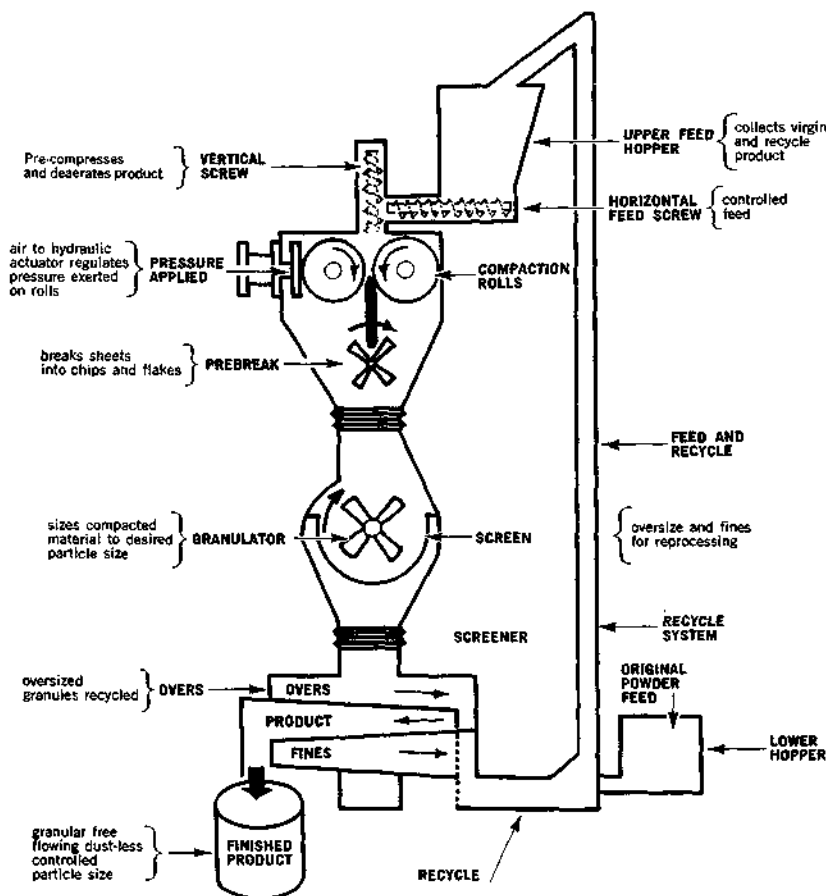 Pre-compresses
and deaerates product
VERTICAL
SCREW
UPPER FEED
HOPPER
collects virgin
and recycle
product
HORIZONTAL
FEED SCREW
controlled
feed
air to hydraulic
actuator regulates
pressure exerted
on rolls
PRESSURE
APPLIED
COMPACTION
ROLLS
breaks sheets
into chips and flakes
PREBREAK
FEED AND
RECYCLE
sizes compacted
material to desired
particle size
GRANULATOR
SCREEN
oversize and fines
for reprocessing
SCREENER
RECYCLE
SYSTEM
ORIGINAL
POWDER
FEED
oversized
granules recycled
OVERS
OVERS
PRODUCT
FINES
LOWER
HOPPER
granular free
flowing dust-less
controlled
particle size
FINISHED
PRODUCT
RECYCLE